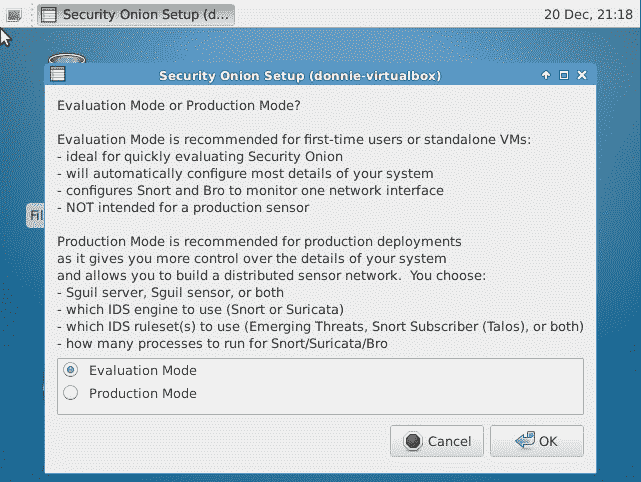 Security Onion Setup (d...
20 Dec, 21:18
Security Onion Setup (donnie-virtualbox)
Evaluation Mode or Production Mode?
Evaluation Mode is recommended for first-time users or standalone VMs:
- ideal for quickly evaluating Security Onion
- will automatically configure most details of your system
- configures Snort and Bro to monitor one network interface
- NOT intended for a production sensor
Fil
Production Mode is recommended for production deployments
as it gives you more control over the details of your system
and allows you to build a distributed sensor network.  You choose:
- Sguil server, Sguil sensor, or both
- which IDS engine to use (Snort or Suricata)
- which IDS ruleset(s) to use (Emerging Threats, Snort Subscriber (Talos), or both)
- how many processes to run for Snort/Suricata/Bro
Evaluation Mode
Production Mode
Cancel
OK